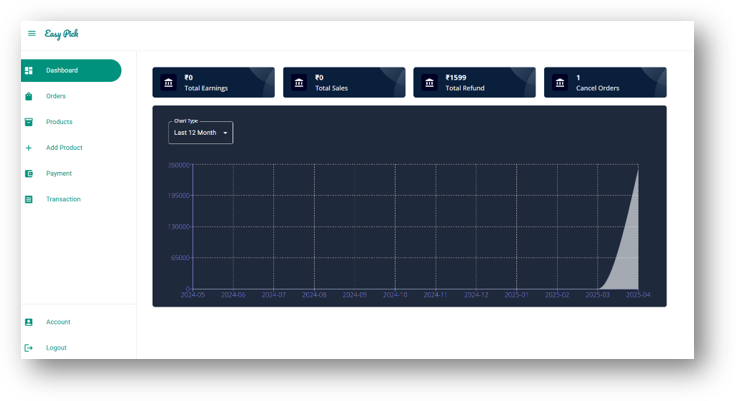 Easy Pick
Dashboard
Orders
Products
Add Product
Payment
Transaction
Account
Logout
₹0
Total Earnings
₹0
Total Sales
₹1599
Total Refund
1
Cancel Orders
Chart Type
Last 12 Month
195000
130000
65000
0
2024-05 2024-06 2024-07 2024-08 2024-09 2024-10 2024-11 2024-12 2025-01 2025-02 2025-03 2025-04